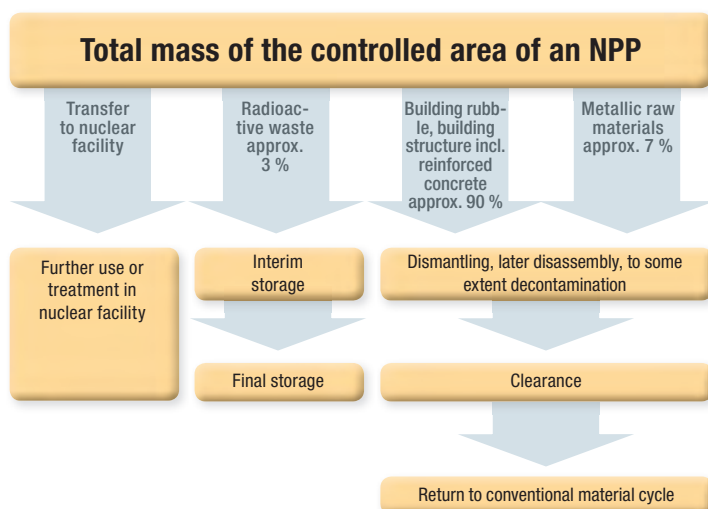 Total mass of the controlled area of an NPP
Transfer
to nuclear
facility
Radioac-
tive waste
approx.
3 %
Building rubb-
le, building
structure incl.
reinforced
concrete
approx. 90 %
Metallic raw
materials
approx. 7 %
Further use or
treatment in
nuclear facility
Interim
storage
Dismantling, later disassembly, to some
extent decontamination
Final storage
Clearance
Return to conventional material cycle